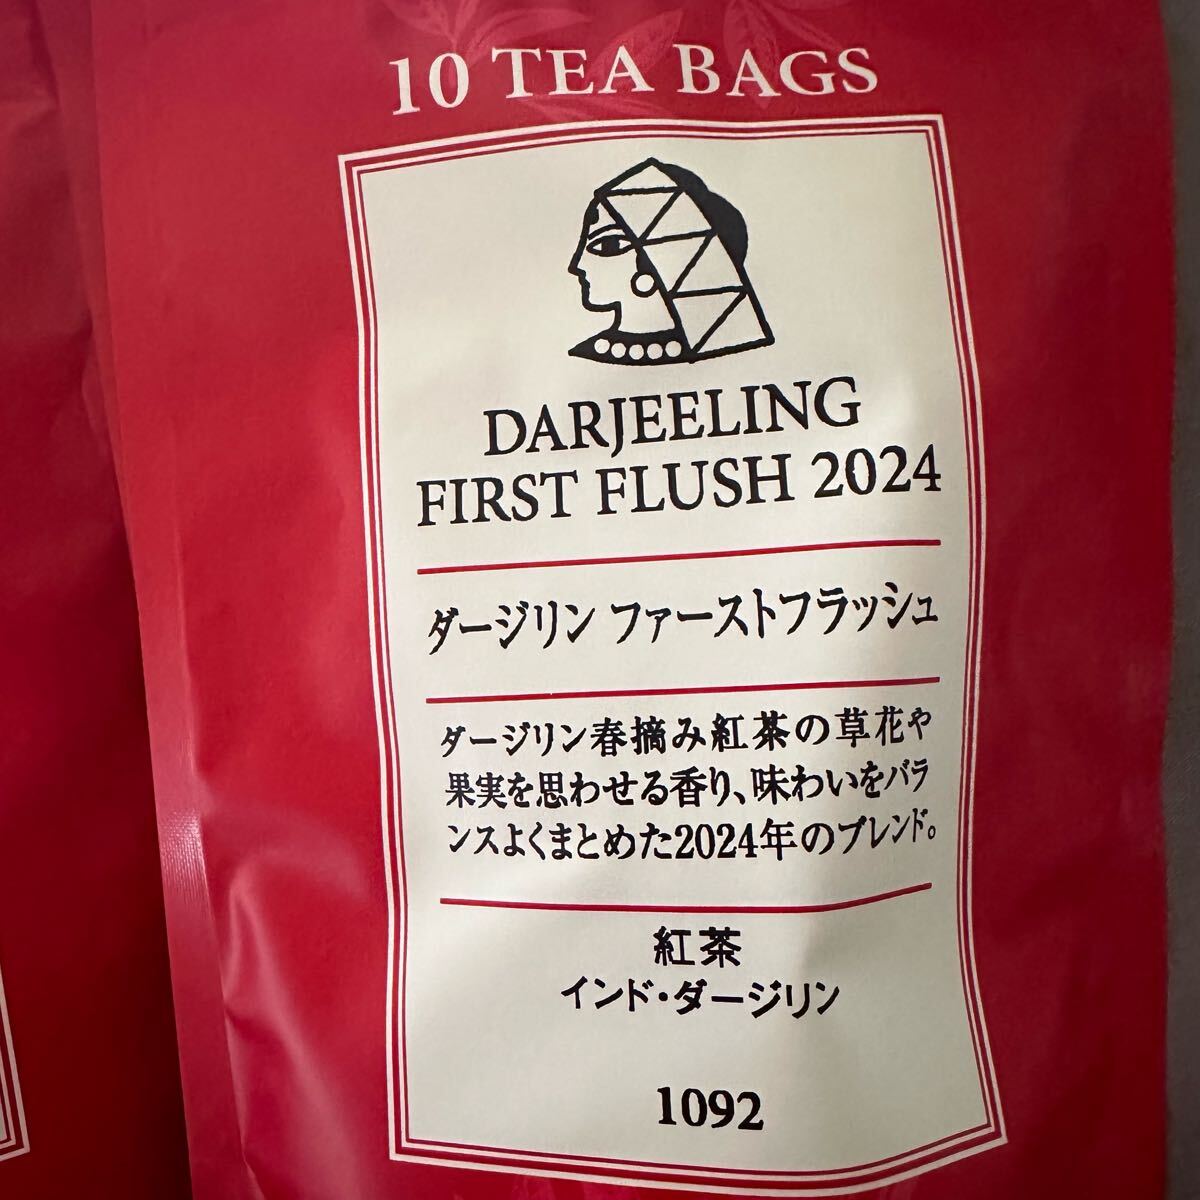 10 TEA BAGS
DARJEELING
FIRST FLUSH 2024
ダージリン ファーストフラッシュ
ダージリン春摘み紅茶の草花や
果実を思わせる香り、味わいをバラ
ンスよくまとめた2024年のブレンド。
紅茶
インド・ダージリン
1092